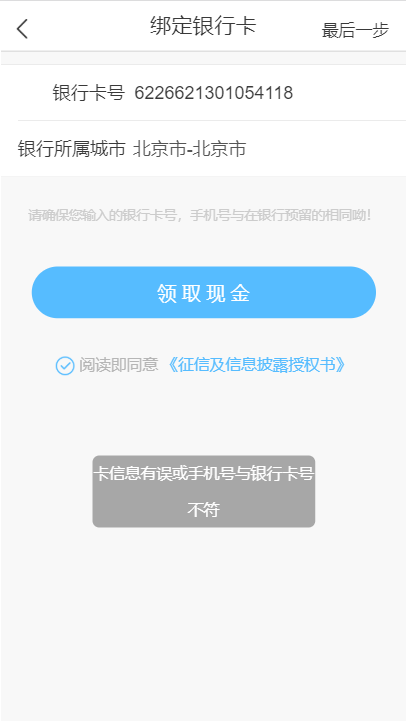 绑定银行卡 最后一步
银行卡号 6226621301054118
银行所属城市 北京市-北京市
请确保您输入的银行卡号，手机号与在银行预留的相同呦！
领取现金
阅读即同意 《征信及信息披露授权书》
卡信息有误或手机号与银行卡号
不符